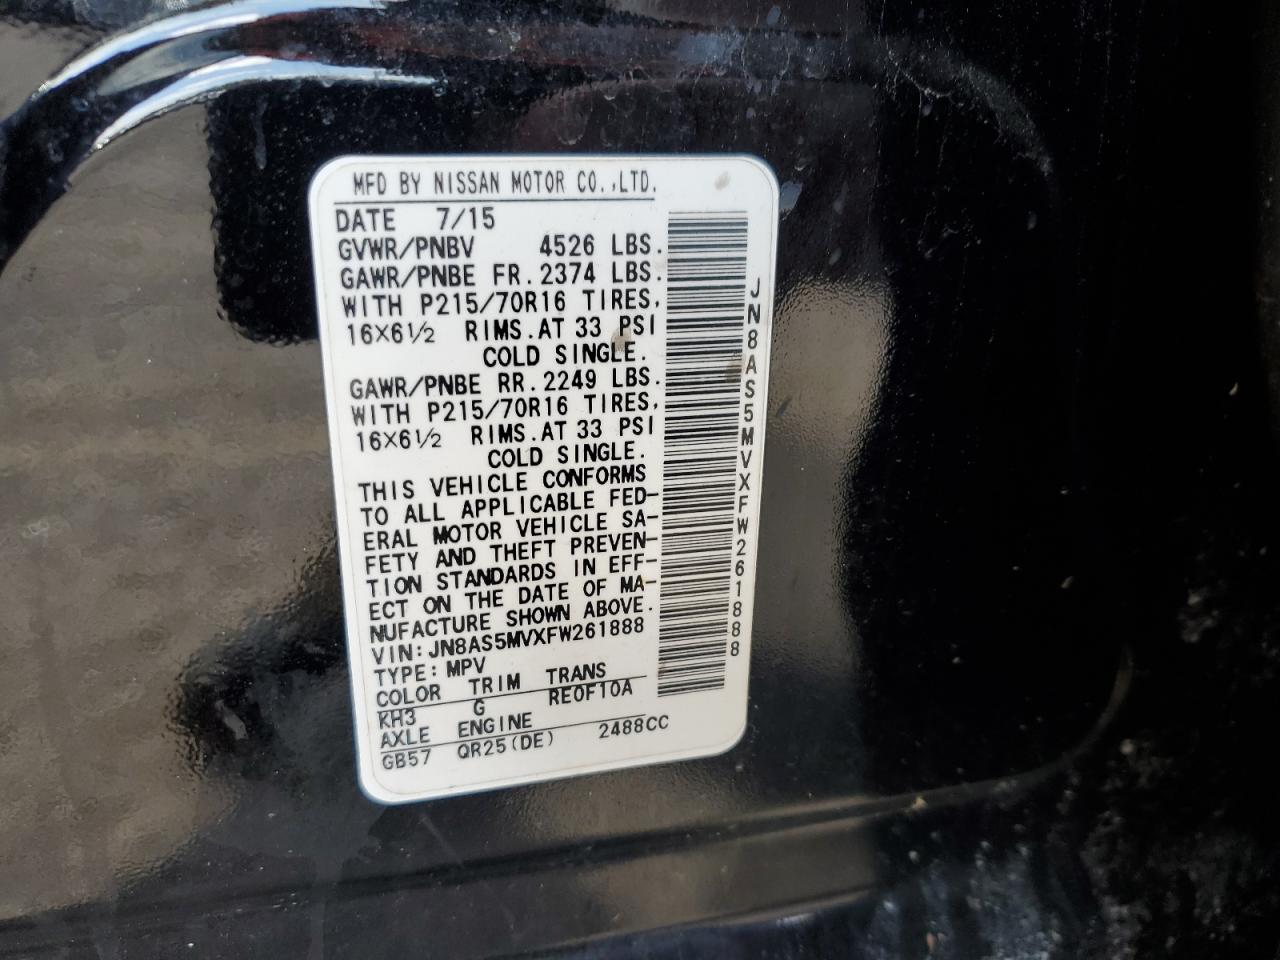 MFD BY NISSAN MOTOR CO.,LTD.
DATE 7/15
GVWR/PNBV 4526 LBS.
GAWR/PNBE FR.2374 LBS.
WITH P215/70R16 TIRES,
16X6½ RIMS.AT 33 PSI
COLD SINGLE.
GAWR/PNBE RR.2249 LBS.
WITH P215/70R16 TIRES,
16X6½ RIMS.AT 33 PSI
COLD SINGLE.
THIS VEHICLE CONFORMS
TO ALL APPLICABLE FED-
ERAL MOTOR VEHICLE SA-
FETY AND THEFT PREVEN-
TION STANDARDS IN EFF-
ECT ON THE DATE OF MA-
NUFACTURE SHOWN ABOVE.
VIN:JN8AS5MVXFW261888
TYPE:MPV
COLOR TRIM TRANS
KH3 G RE0F10A
AXLE ENGINE
GB57 QR25(DE) 2488CC
JN8AS5MVXFW261888